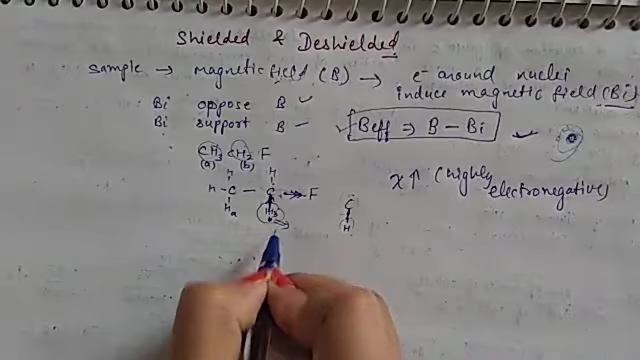 Shielded & Deshielded
Sample → magnetic field (B) → e⁻ around nuclei
induce magnetic field (Bi)
Bi oppose B
Bi support B
Beff ⇒ B - Bi
CH3 CH2 F
(a) (b)
x↑ (highly
electronegative)
H H
H - C - C → F
Ha Hb
C
H